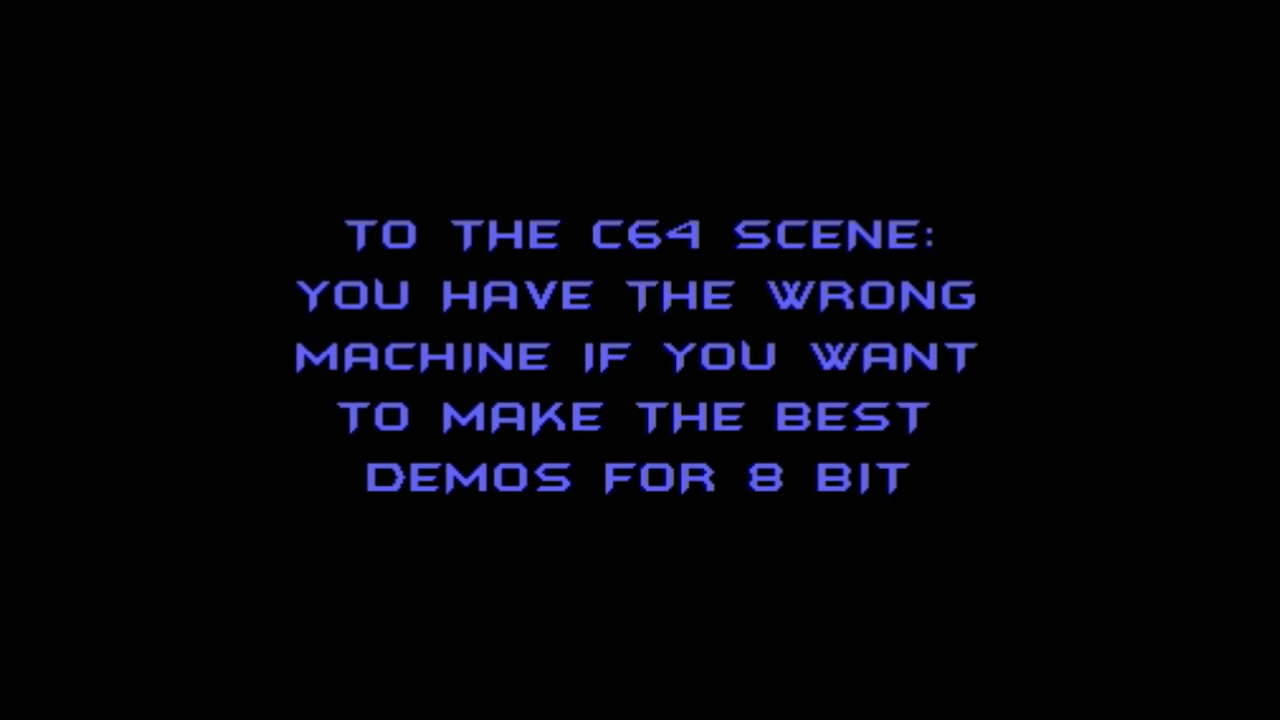 TO THE C64 SCENE:
YOU HAVE THE WRONG
MACHINE IF YOU WANT
TO MAKE THE BEST
DEMOS FOR 8 BIT